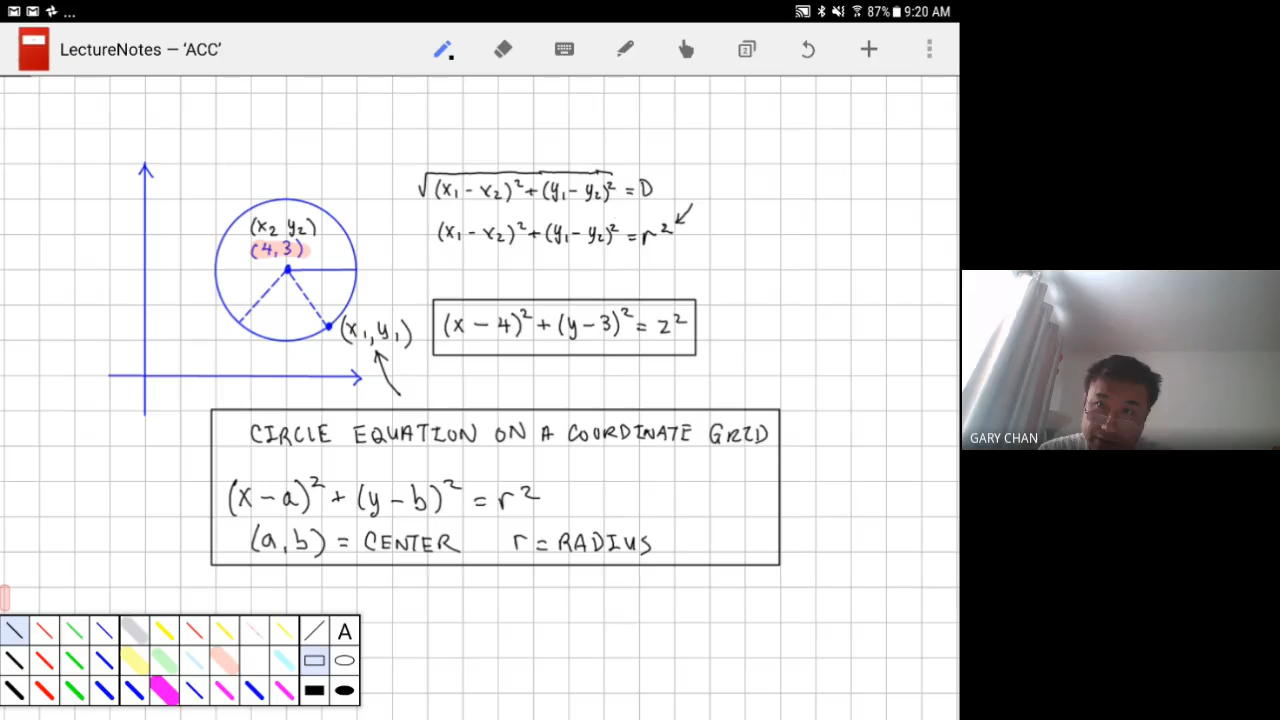 87% 9:20 AM
LectureNotes – ‘ACC’
2
√(x₁ - x₂)² + (y₁ - y₂)² = D
(x₁ - x₂)² + (y₁ - y₂)² = r²
(x₂ y₂)
(4,3)
(x₁, y₁)
(x - 4)² + (y - 3)² = 2²
CIRCLE EQUATION ON A COORDINATE GRID
(x - a)² + (y - b)² = r²
(a,b) = CENTER r = RADIUS
GARY CHAN
A